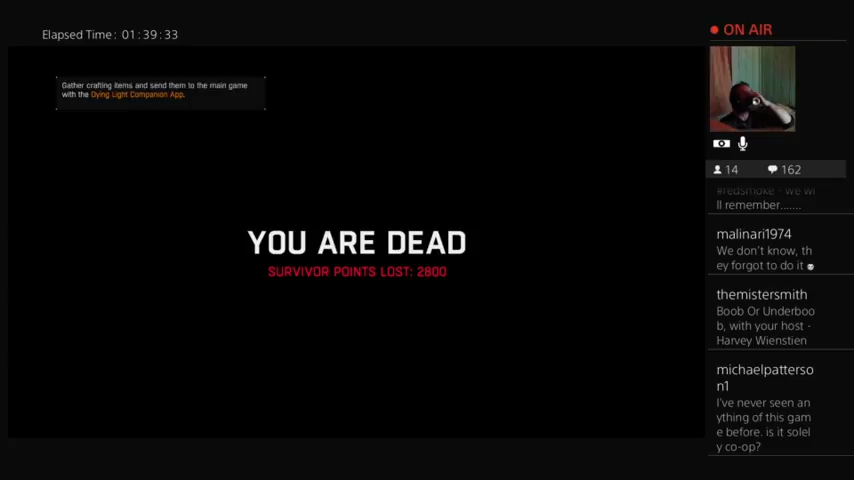 Elapsed Time: 01:39:33
ON AIR
Gather crafting items and send them to the main game
with the Dying Light Companion App.
14
162
#redsmoke - we wi
ll remember.......
YOU ARE DEAD
SURVIVOR POINTS LOST: 2800
malinari1974
We don't know, th
ey forgot to do it
themistersmith
Boob Or Underboo
b, with your host -
Harvey Wienstien
michaelpatterso
n1
I've never seen an
ything of this gam
e before. is it solel
y co-op?